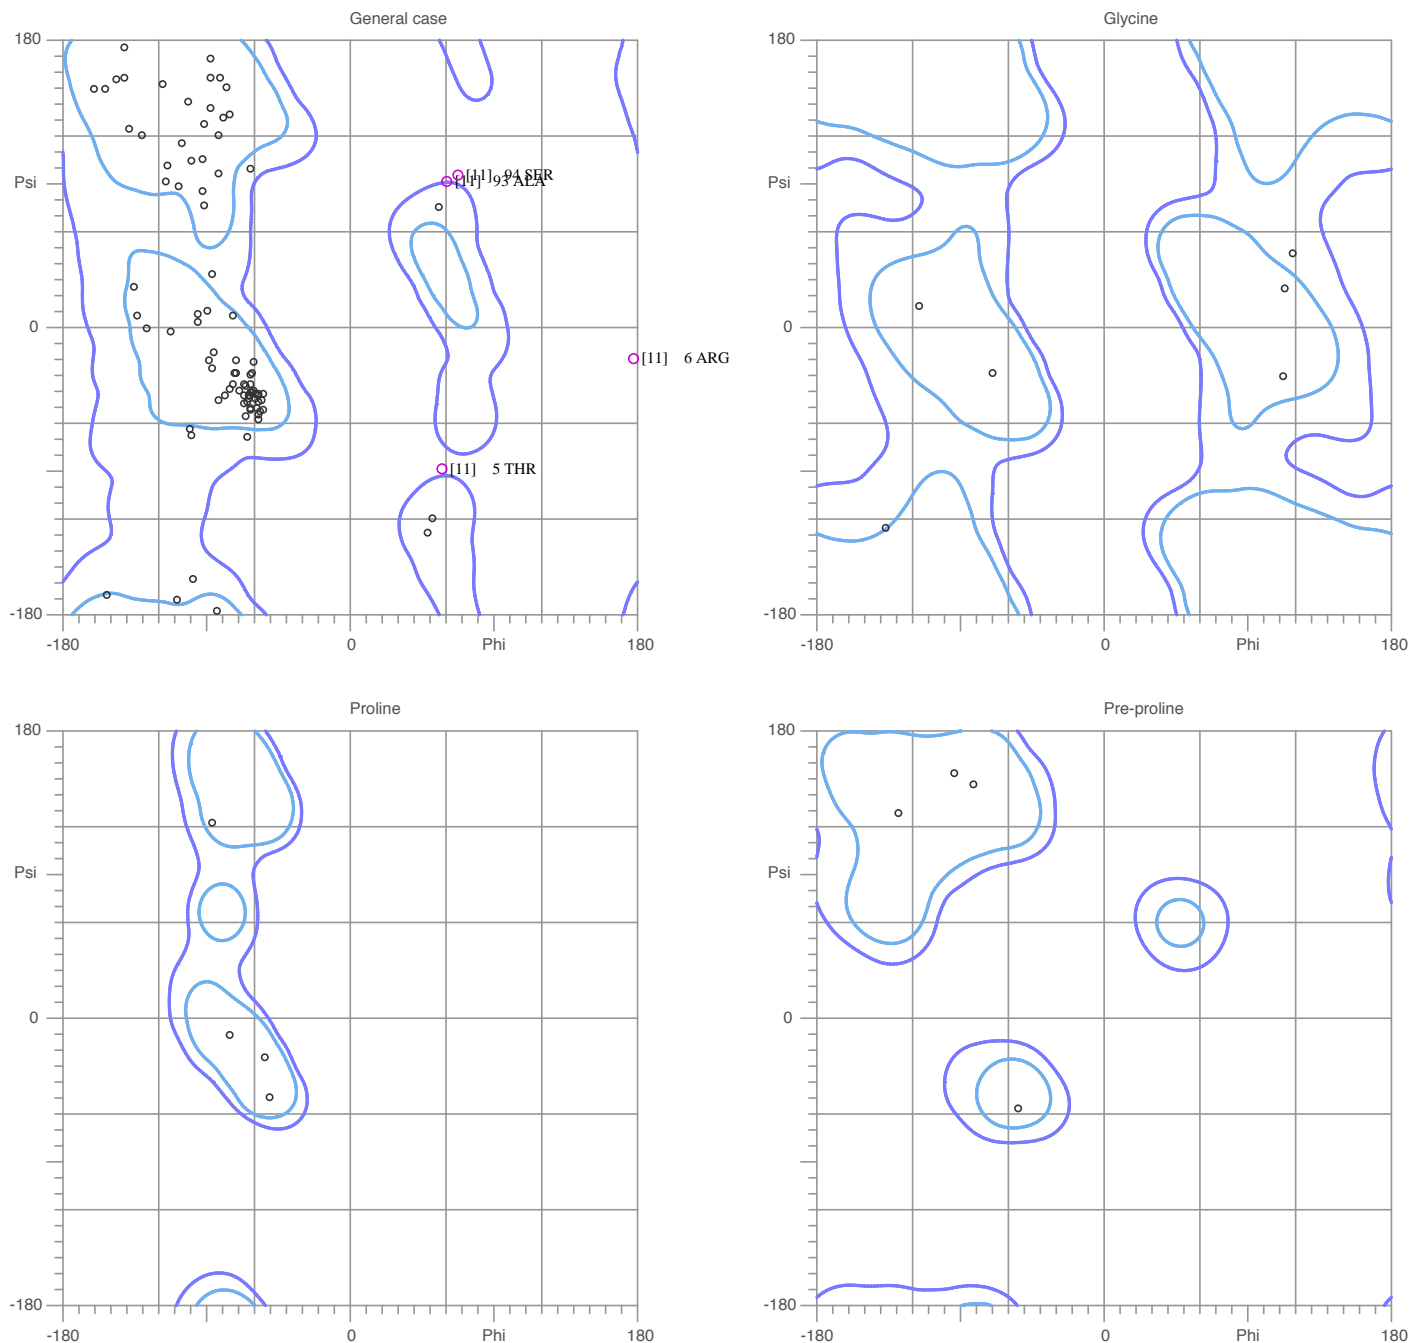 General case
Glycine
180
180
[11] 94 SER
Psi
[11] 93 ALA
Psi
0
0
[11] 6 ARG
[11] 5 THR
-180
-180
-180 0 Phi 180
-180 0 Phi 180
Proline
Pre-proline
180
180
Psi
Psi
0
0
-180
-180
-180 0 Phi 180
-180 0 Phi 180